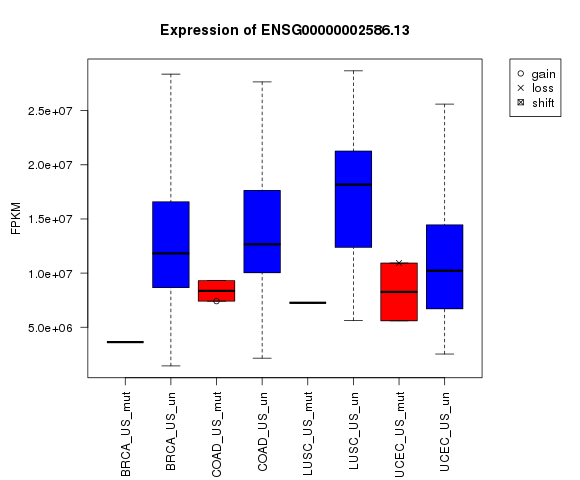 Expression of ENSG00000002586.13
gain
loss
shift
FPKM
2.5e+07
2.0e+07
1.5e+07
1.0e+07
5.0e+06
BRCA_US_mut
BRCA_US_un
COAD_US_mut
COAD_US_un
LUSC_US_mut
LUSC_US_un
UCEC_US_mut
UCEC_US_un